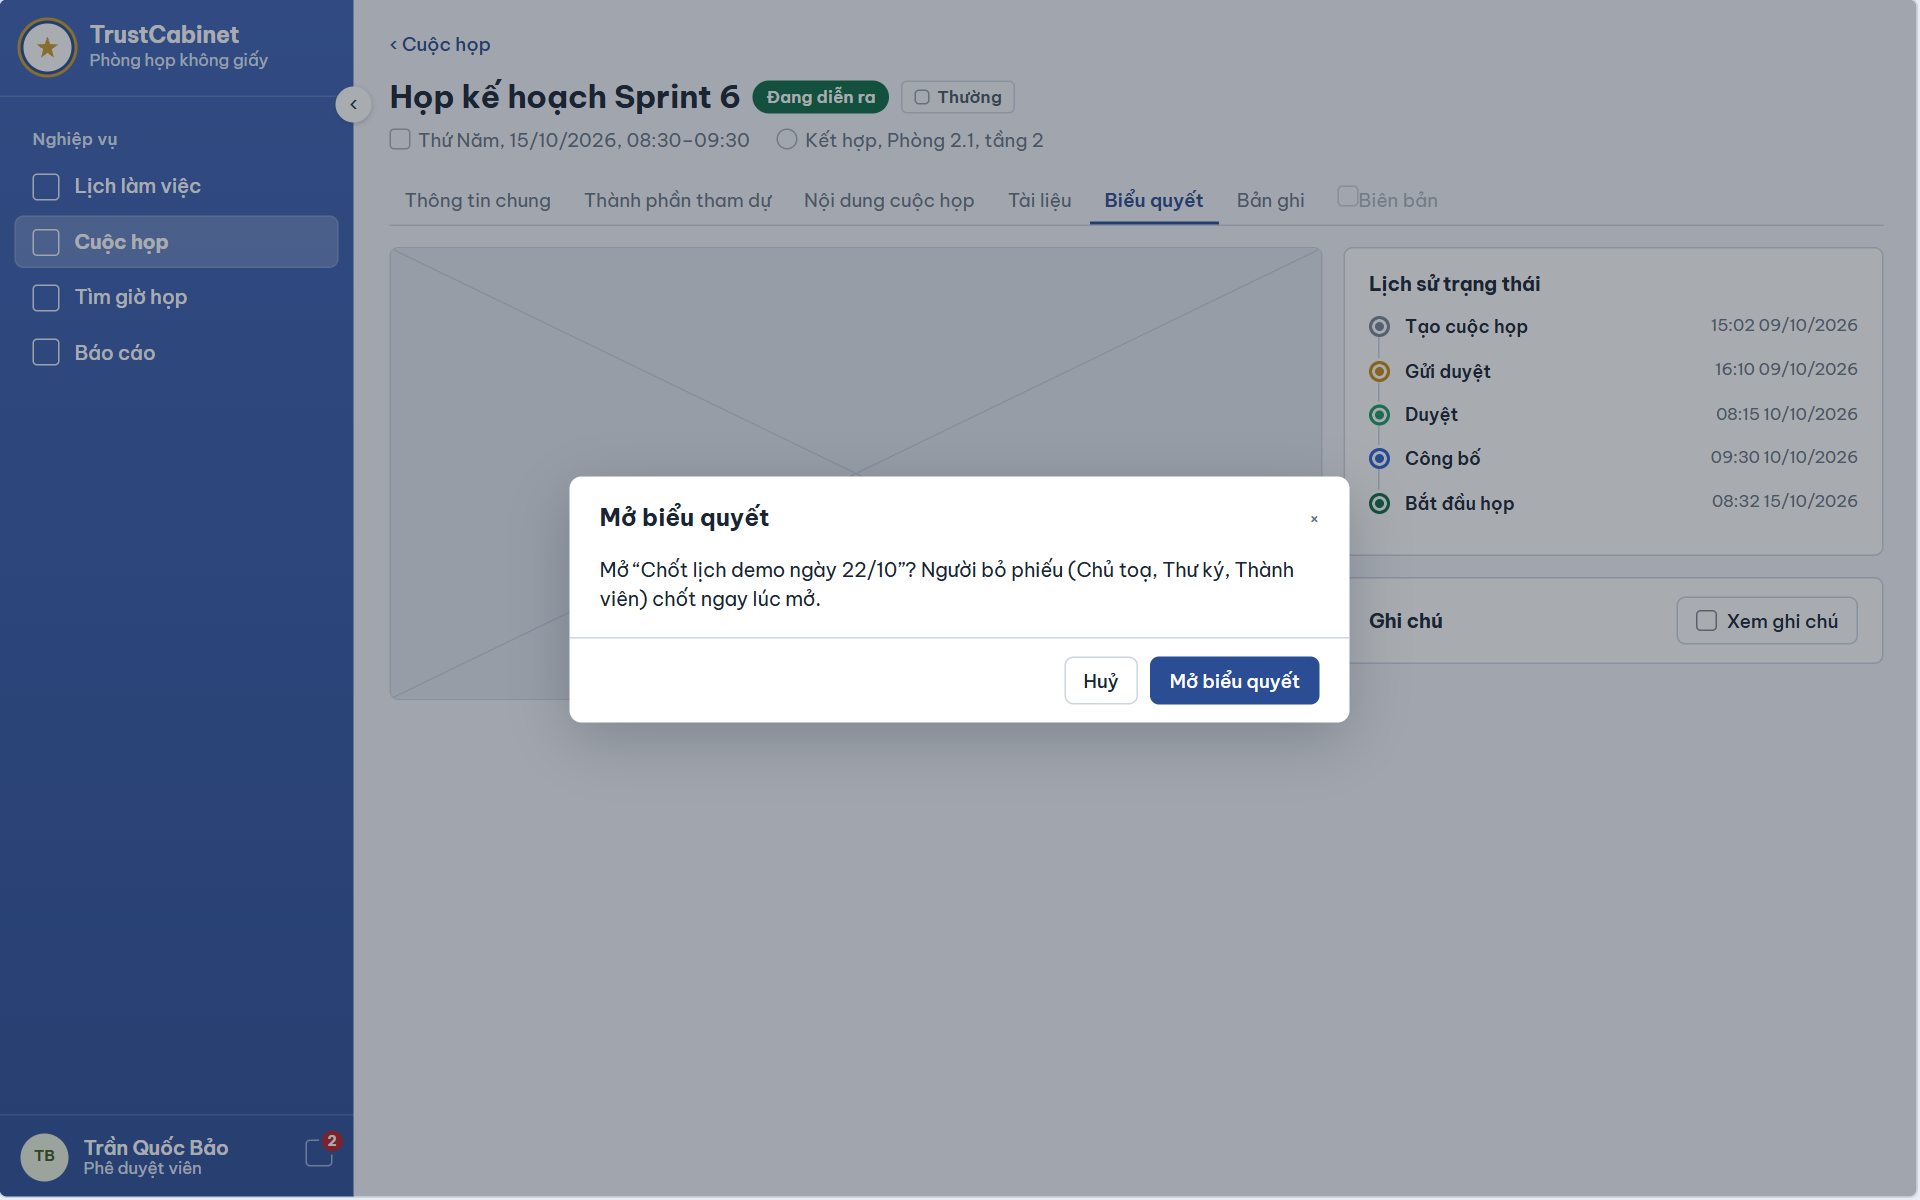 TrustCabinet
Phòng họp không giấy
Nghiệp vụ
Lịch làm việc
Cuộc họp
Tìm giờ họp
Báo cáo
TB
Trần Quốc Bảo
Phê duyệt viên
2
‹ Cuộc họp
Họp kế hoạch Sprint 6
Đang diễn ra
Thường
Thứ Năm, 15/10/2026, 08:30–09:30
Kết hợp, Phòng 2.1, tầng 2
Thông tin chung
Thành phần tham dự
Nội dung cuộc họp
Tài liệu
Biểu quyết
Bản ghi
Biên bản
Lịch sử trạng thái
Tạo cuộc họp 15:02 09/10/2026
Gửi duyệt 16:10 09/10/2026
Duyệt 08:15 10/10/2026
Công bố 09:30 10/10/2026
Bắt đầu họp 08:32 15/10/2026
Ghi chú
Xem ghi chú
Mở biểu quyết
×
Mở “Chốt lịch demo ngày 22/10”? Người bỏ phiếu (Chủ toạ, Thư ký, Thành
viên) chốt ngay lúc mở.
Huỷ
Mở biểu quyết